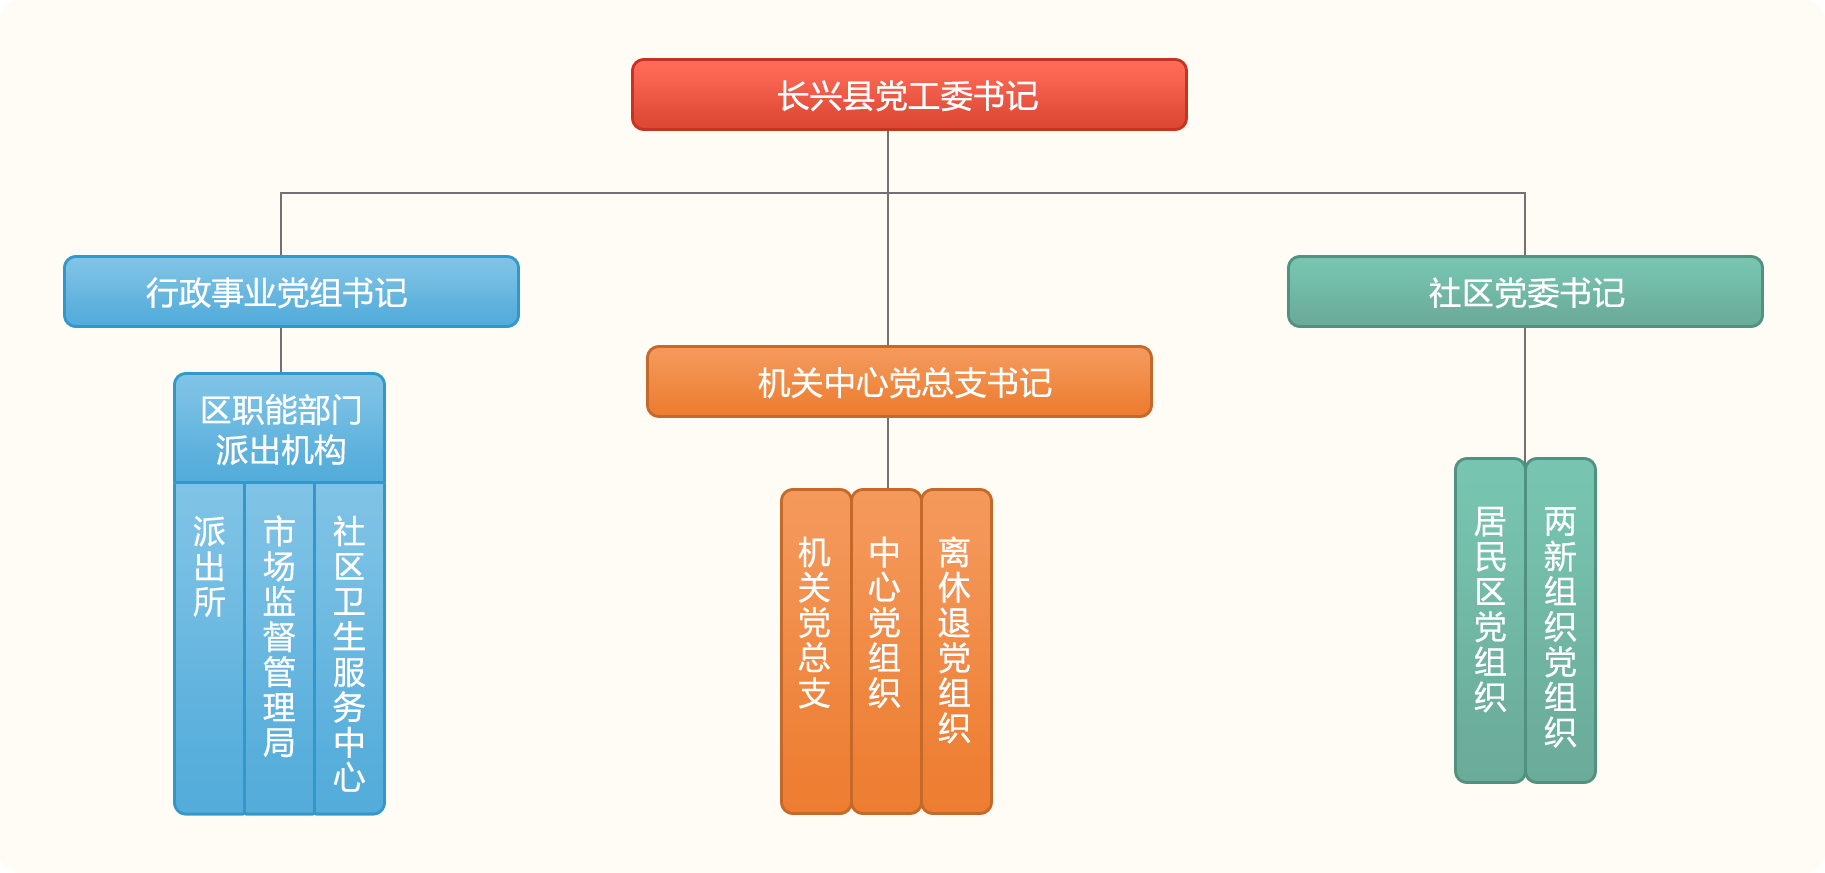 长兴县党工委书记
行政事业党组书记
社区党委书记
机关中心党总支书记
区职能部门
派出机构
派出所
市场监督管理局
社区卫生服务中心
机关党总支
中心党组织
离休退党组织
居民区党组织
两新组织党组织